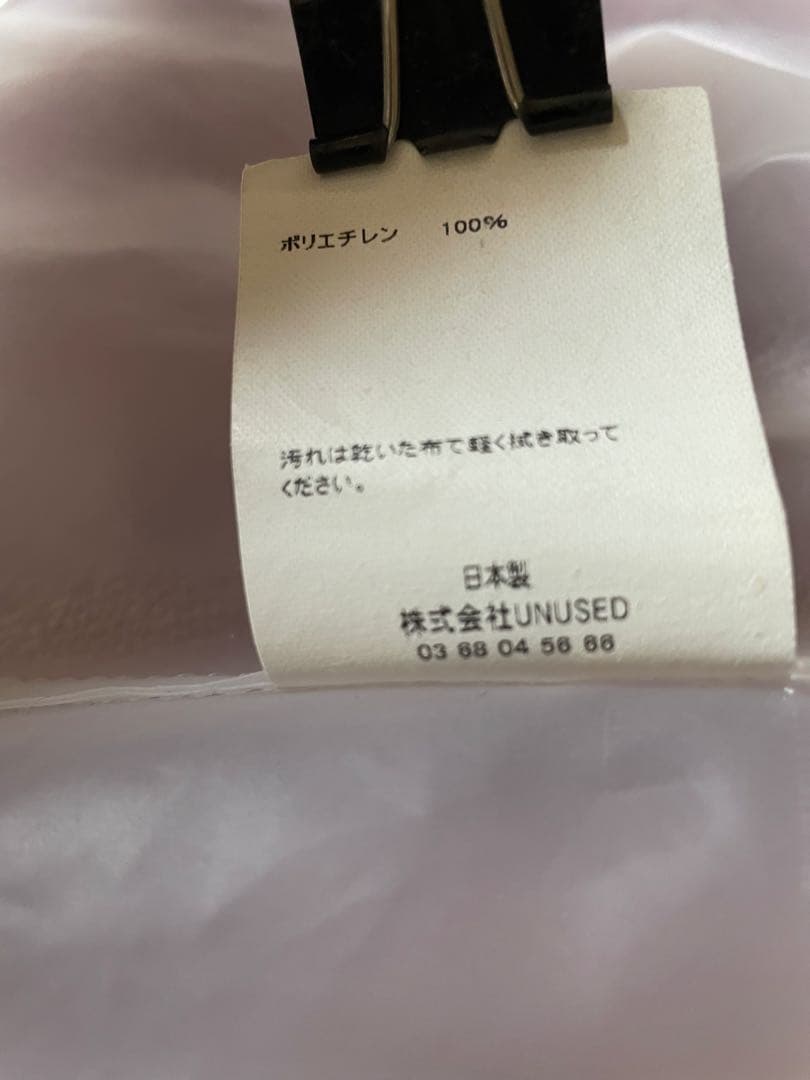 ポリエチレン 100%
汚れは乾いた布で軽く拭き取って
ください。
日本製
株式会社UNUSED
03 68 04 56 66